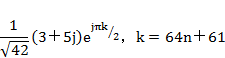 1/√42 (3+5j)e^{jπk/2}, k = 64n+61